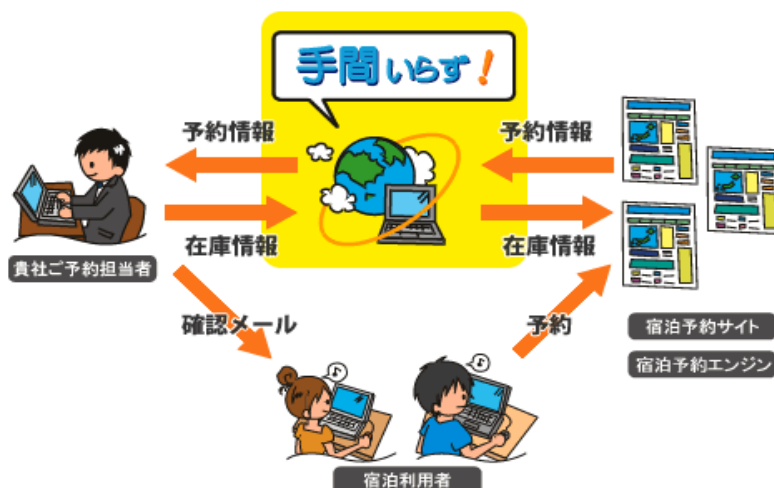 手間いらず!
予約情報
予約情報
在庫情報
在庫情報
貴社ご予約担当者
確認メール
予約
宿泊予約サイト
宿泊予約エンジン
宿泊利用者